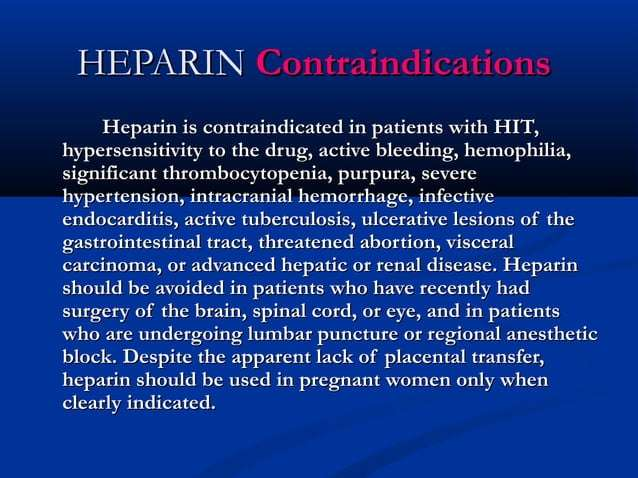 HEPARIN Contraindications
Heparin is contraindicated in patients with HIT,
hypersensitivity to the drug, active bleeding, hemophilia,
significant thrombocytopenia, purpura, severe
hypertension, intracranial hemorrhage, infective
endocarditis, active tuberculosis, ulcerative lesions of the
gastrointestinal tract, threatened abortion, visceral
carcinoma, or advanced hepatic or renal disease. Heparin
should be avoided in patients who have recently had
surgery of the brain, spinal cord, or eye, and in patients
who are undergoing lumbar puncture or regional anesthetic
block. Despite the apparent lack of placental transfer,
heparin should be used in pregnant women only when
clearly indicated.